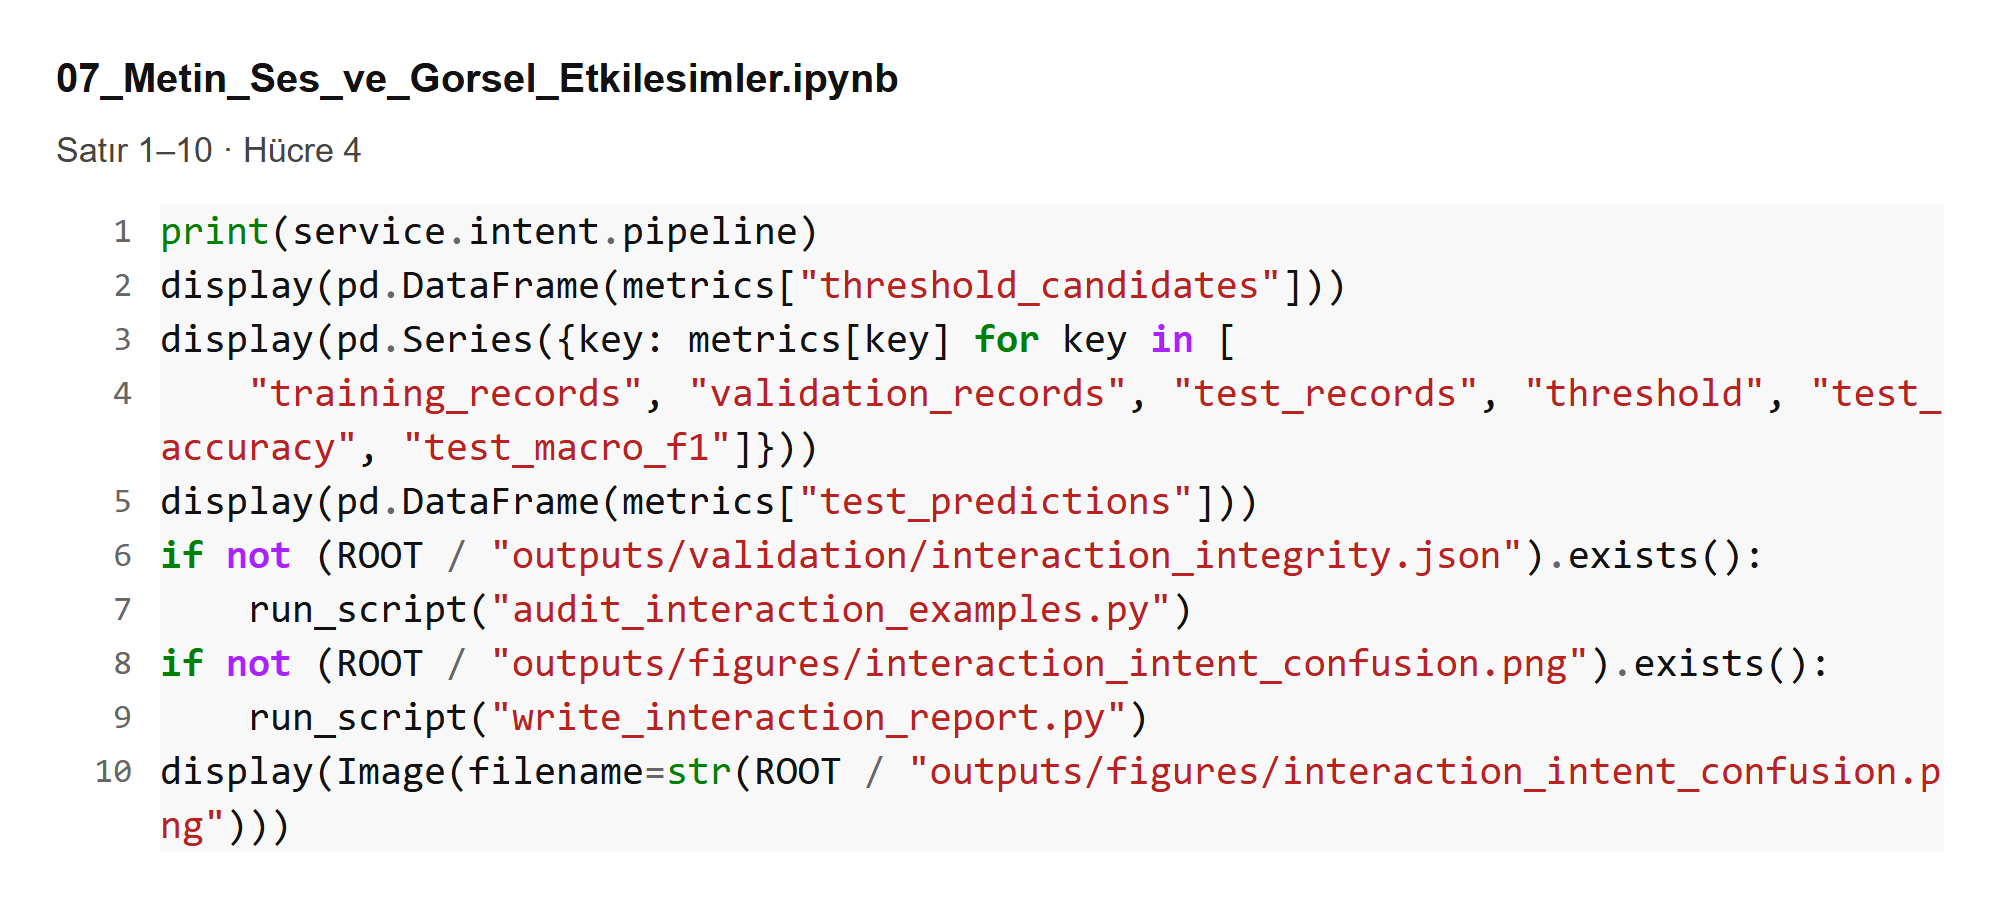 07_Metin_Ses_ve_Gorsel_Etkilesimler.ipynb
Satır 1–10 · Hücre 4
1 print(service.intent.pipeline)
2 display(pd.DataFrame(metrics["threshold_candidates"]))
3 display(pd.Series({key: metrics[key] for key in [
4     "training_records", "validation_records", "test_records", "threshold", "test_
accuracy", "test_macro_f1"]}))
5 display(pd.DataFrame(metrics["test_predictions"]))
6 if not (ROOT / "outputs/validation/interaction_integrity.json").exists():
7     run_script("audit_interaction_examples.py")
8 if not (ROOT / "outputs/figures/interaction_intent_confusion.png").exists():
9     run_script("write_interaction_report.py")
10 display(Image(filename=str(ROOT / "outputs/figures/interaction_intent_confusion.p
ng")))